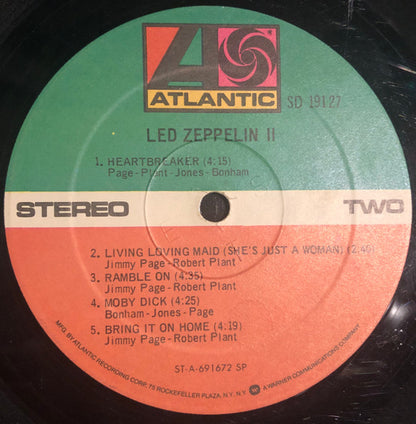 ATLANTIC
SD 19127
LED ZEPPELIN II
1. HEARTBREAKER (4:15)
Page-Plant-Jones-Bonham
STEREO TWO
2. LIVING LOVING MAID (SHE'S JUST A WOMAN) (2:40)
Jimmy Page-Robert Plant
3. RAMBLE ON (4:35)
Jimmy Page-Robert Plant
4. MOBY DICK (4:25)
Bonham-Jones-Page
5. BRING IT ON HOME (4:19)
Jimmy Page-Robert Plant
ST-A-691672 SP
MFG. BY ATLANTIC RECORDING CORP. 75 ROCKEFELLER PLAZA, N.Y. N.Y. A WARNER COMMUNICATIONS COMPANY